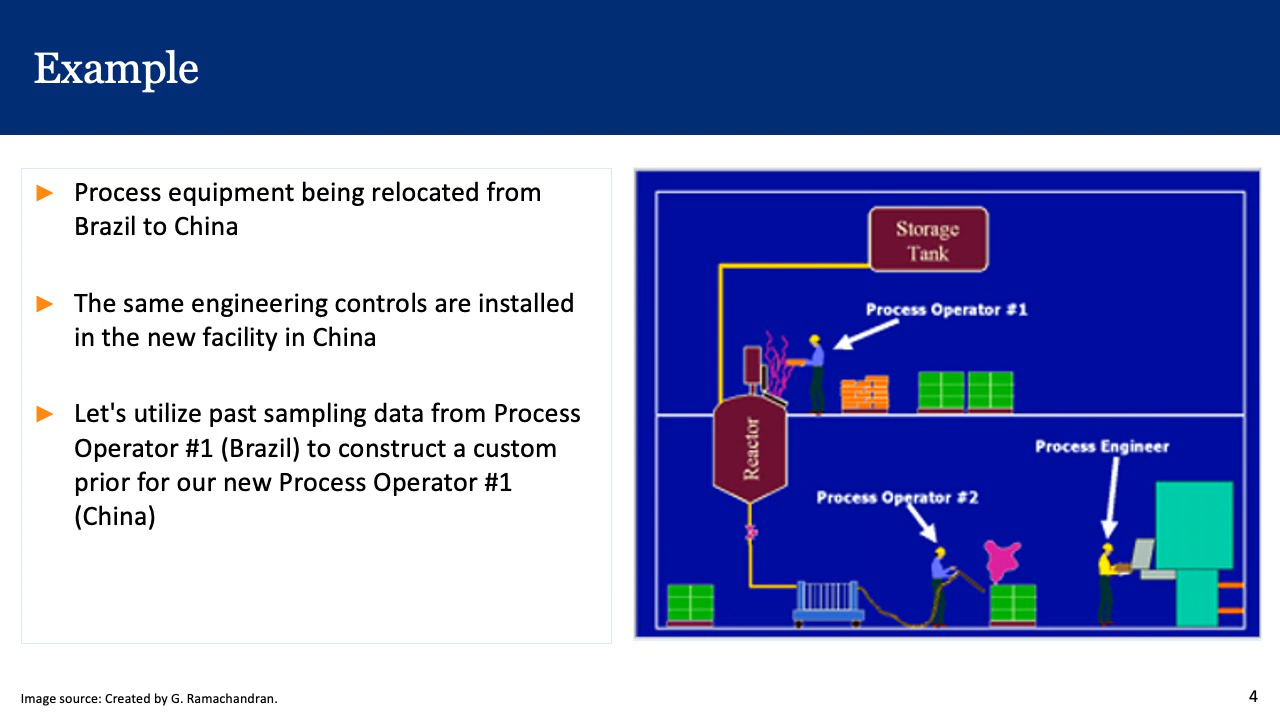 Example
► Process equipment being relocated from
Brazil to China
► The same engineering controls are installed
in the new facility in China
► Let's utilize past sampling data from Process
Operator #1 (Brazil) to construct a custom
prior for our new Process Operator #1
(China)
Storage
Tank
Process Operator #1
Reactor
Process Engineer
Process Operator #2
Image source: Created by G. Ramachandran.
4